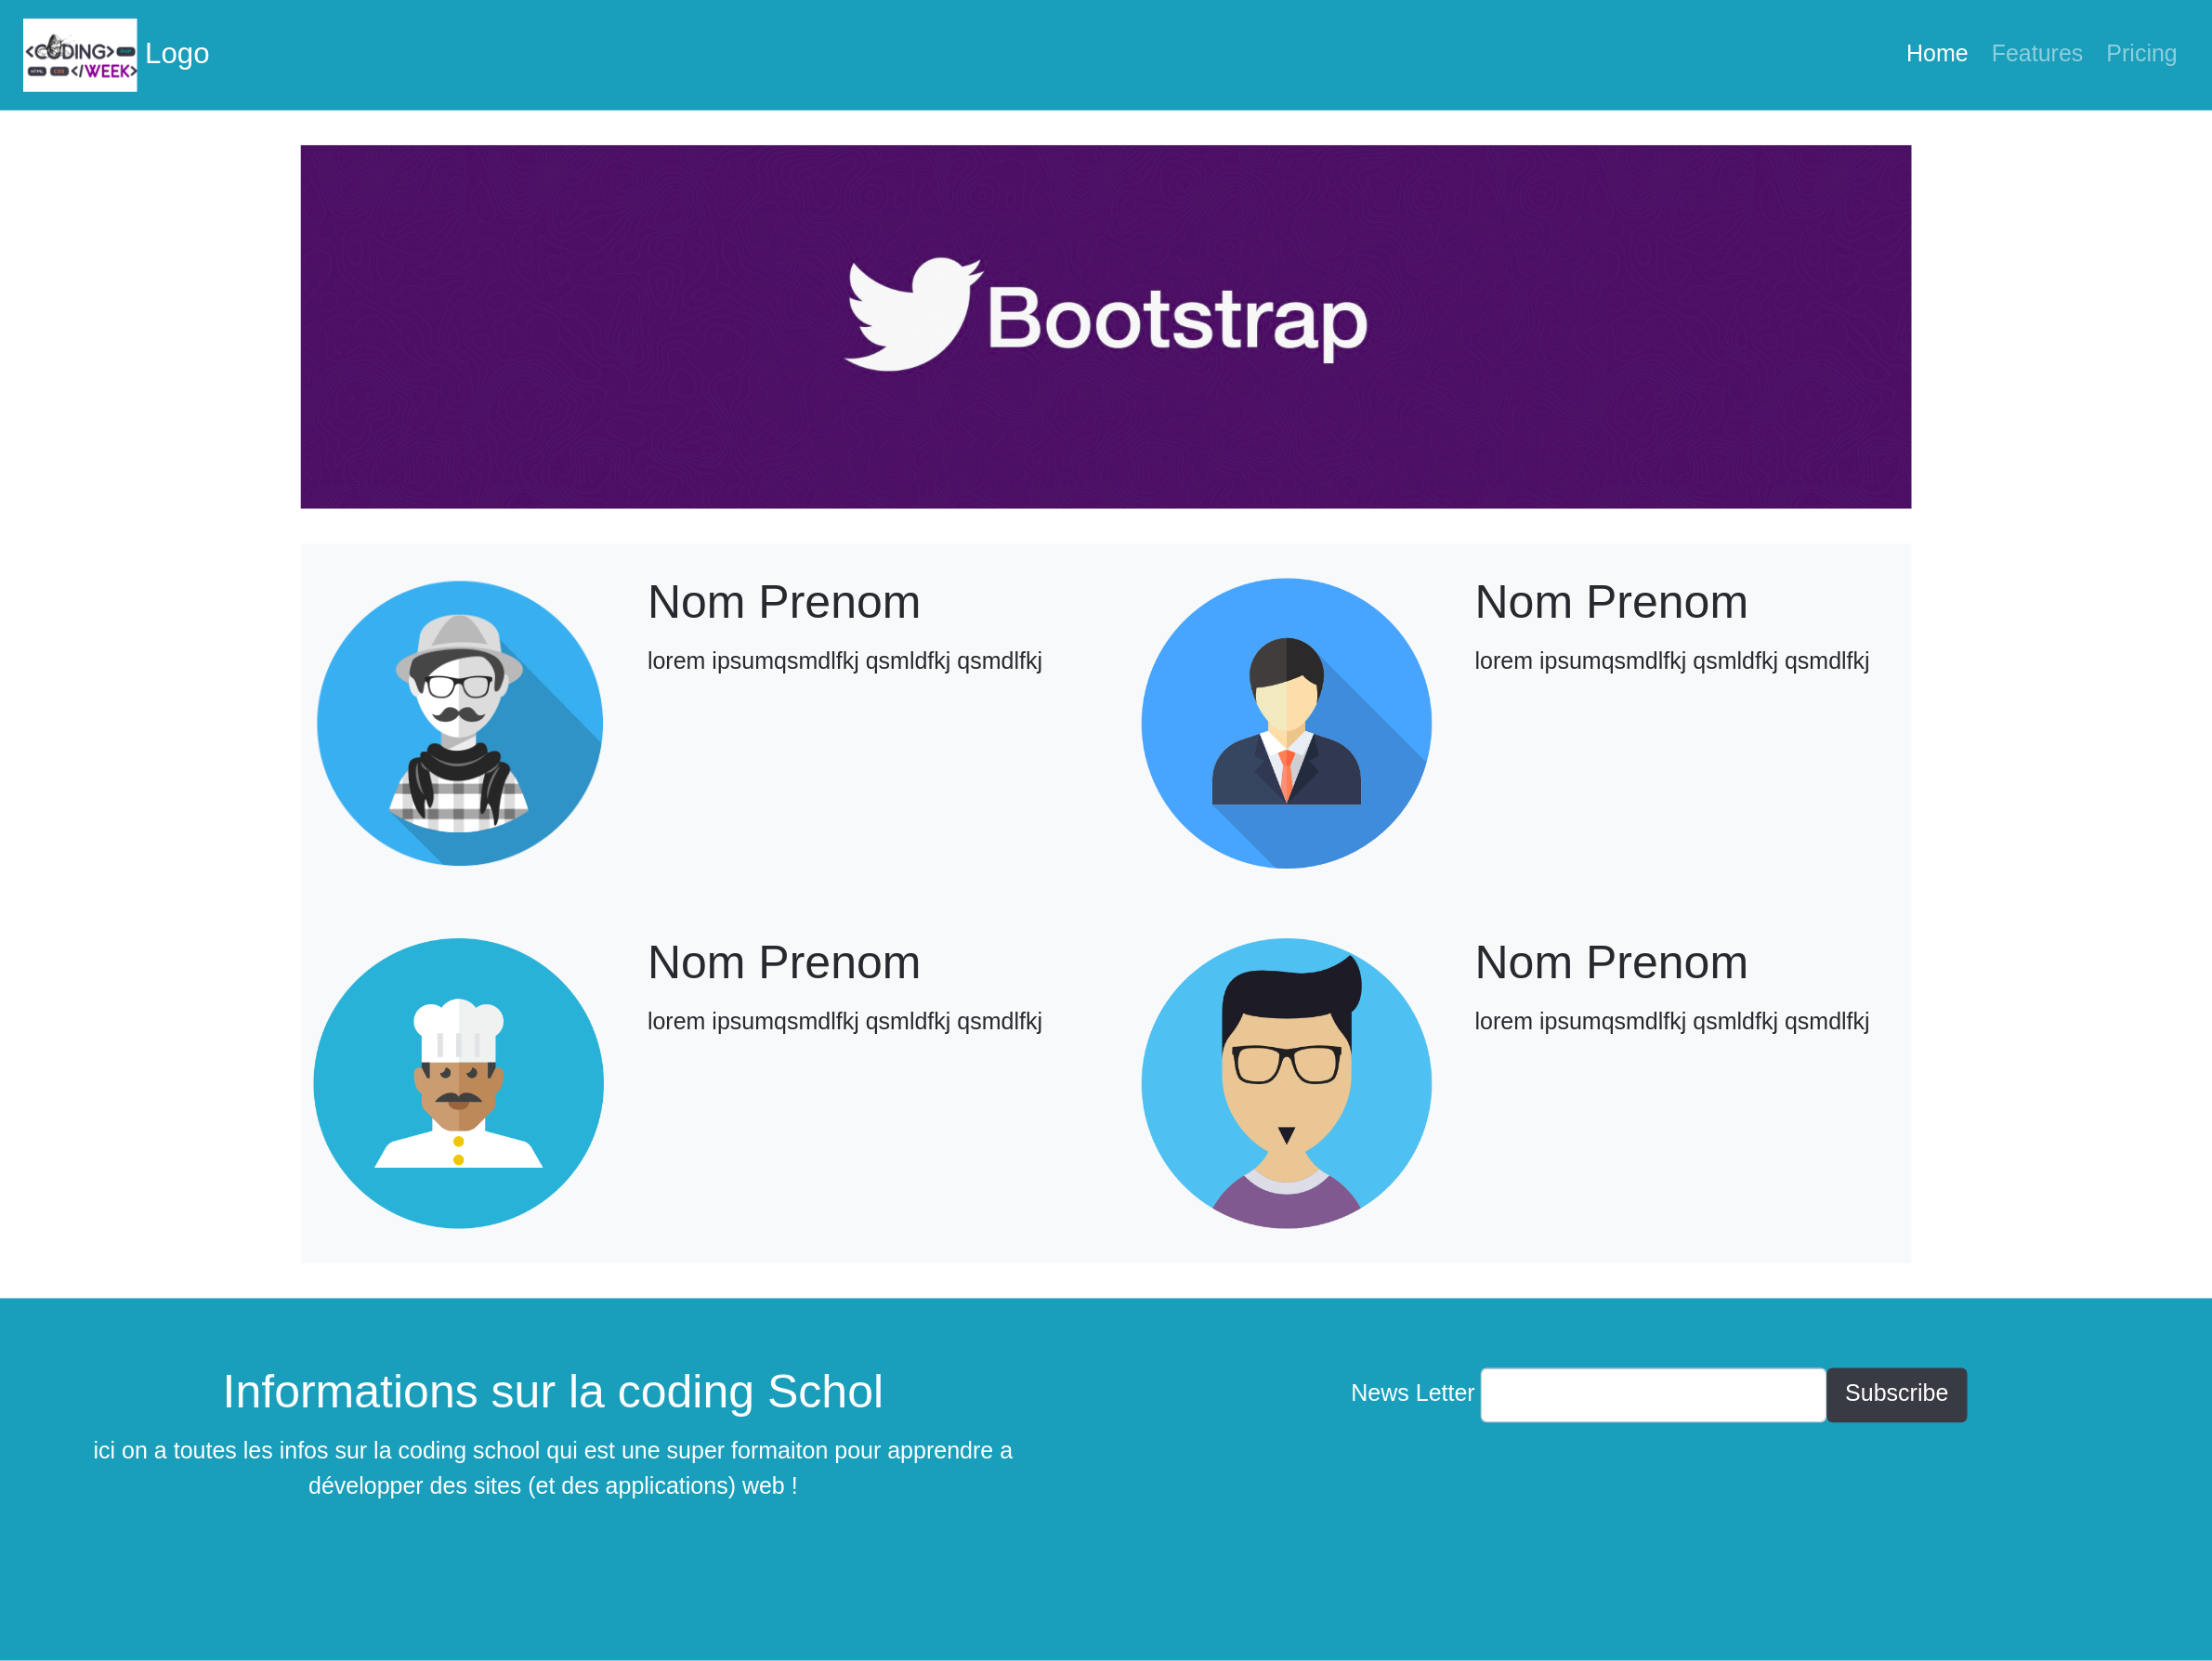 <CODING>
HTML CSS </WEEK>
Logo
Home Features Pricing
Bootstrap
Nom Prenom
lorem ipsumqsmdlfkj qsmldfkj qsmdlfkj
Nom Prenom
lorem ipsumqsmdlfkj qsmldfkj qsmdlfkj
Nom Prenom
lorem ipsumqsmdlfkj qsmldfkj qsmdlfkj
Nom Prenom
lorem ipsumqsmdlfkj qsmldfkj qsmdlfkj
Informations sur la coding Schol
ici on a toutes les infos sur la coding school qui est une super formaiton pour apprendre a
développer des sites (et des applications) web !
News Letter
Subscribe